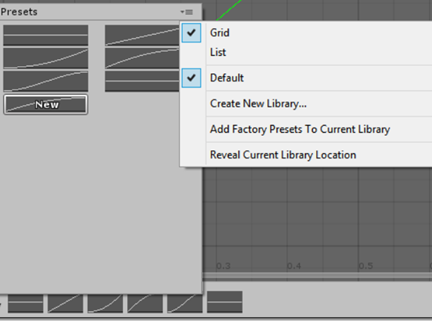 Presets
Grid
List
Default
New
Create New Library...
Add Factory Presets To Current Library
Reveal Current Library Location
0.3 0.4 0.5